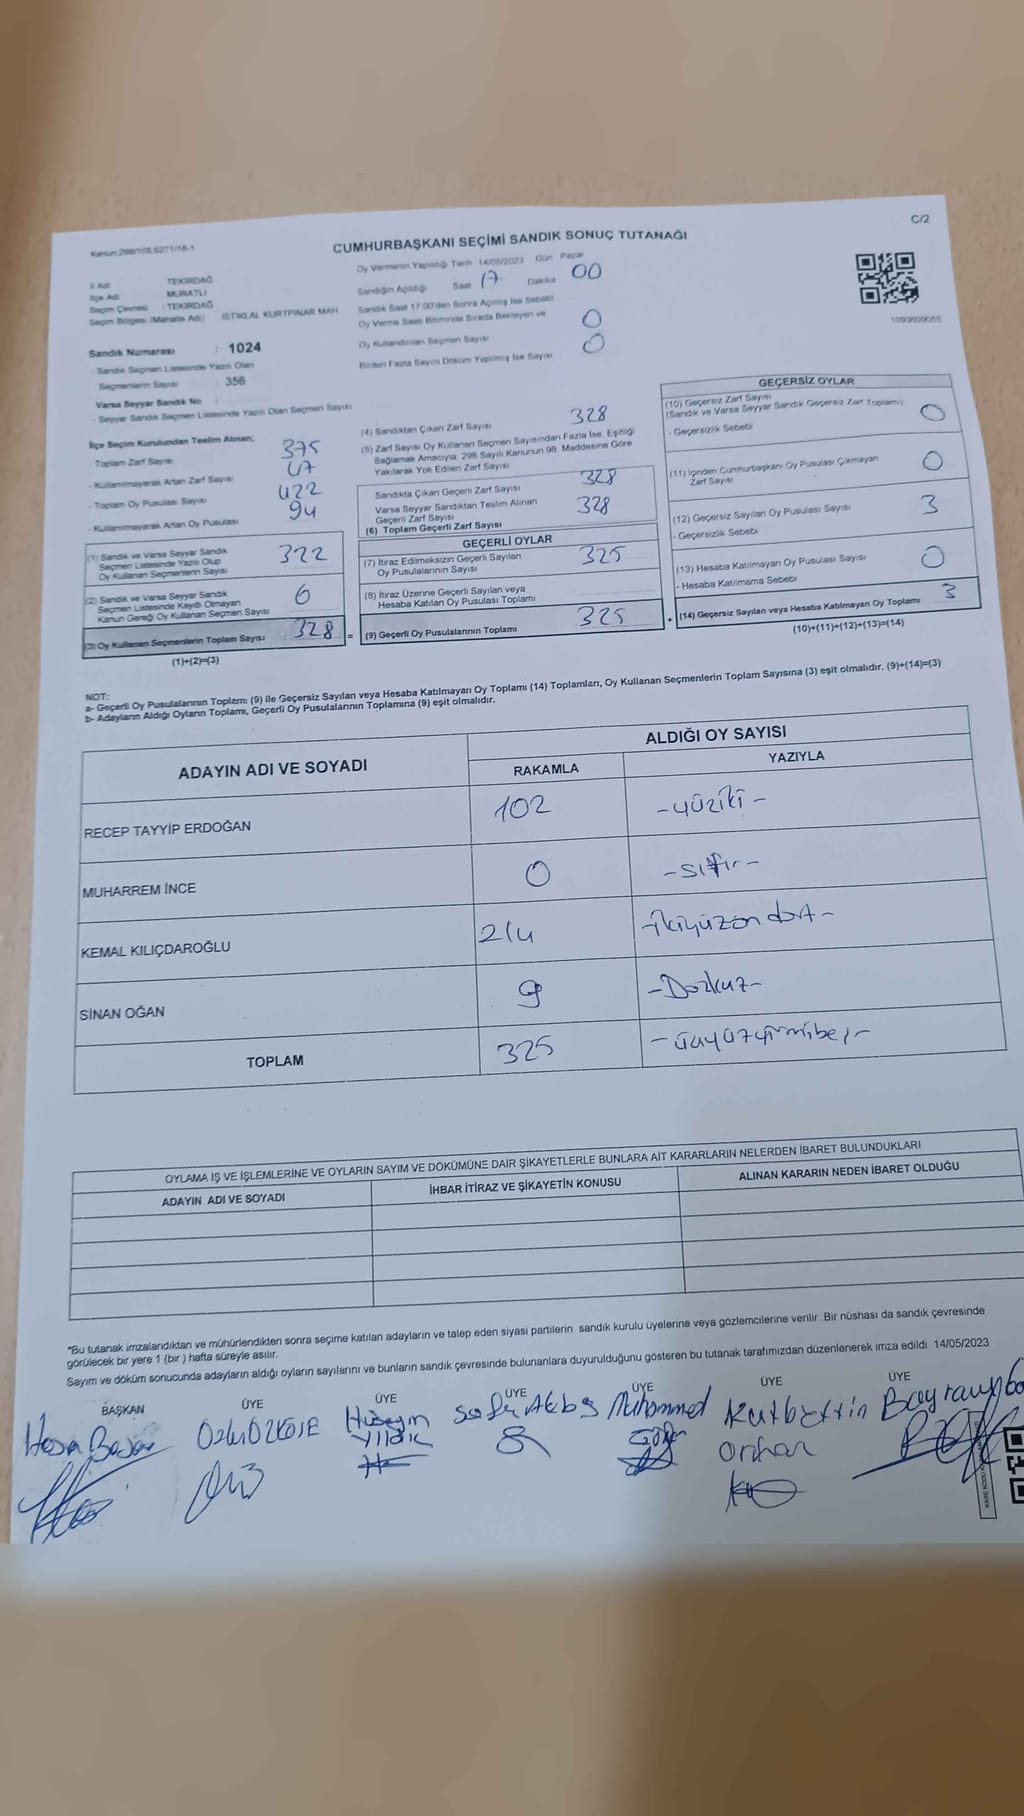 C/2
Kanun 298/105 6271/18-1
CUMHURBAŞKANI SEÇİMİ SANDIK SONUÇ TUTANAĞI
İl Adı TEKİRDAĞ
İlçe Adı MURATLI
Seçim Çevresi : TEKİRDAĞ
Seçim Bölgesi (Mahalle Adı) İSTİKLAL KURTPINAR MAH.
Oy Vermenin Yapıldığı Tarih 14/05/2023 Gün Pazar
Sandığın Açıldığı Saat 17 Dakika 00
Sandık Saat 17.00'den Sonra Açılmış İse Sebebi
Oy Verme Saati Bitiminde Sırada Bekleyen ve
Oy Kullandırılan Seçmen Sayısı 0
Birden Fazla Sayım Döküm Yapılmış İse Sayısı 0
1093609055
Sandık Numarası : 1024
- Sandık Seçmen Listesinde Yazılı Olan
Seçmenlerin Sayısı 356
Varsa Seyyar Sandık No :
- Seyyar Sandık Seçmen Listesinde Yazılı Olan Seçmen Sayısı
İlçe Seçim Kurulundan Teslim Alınan;
- Toplam Zarf Sayısı 375
- Kullanılmayarak Artan Zarf Sayısı 47
- Toplam Oy Pusulası Sayısı 422
- Kullanılmayarak Artan Oy Pusulası 94
(1) Sandık ve Varsa Seyyar Sandık
Seçmen Listesinde Yazılı Olup
Oy Kullanan Seçmenlerin Sayısı 322
(2) Sandık ve Varsa Seyyar Sandık
Seçmen Listesinde Kayıtlı Olmayan
Kanun Gereği Oy Kullanan Seçmen Sayısı 6
(3) Oy Kullanan Seçmenlerin Toplam Sayısı 328 =
(1)+(2)=(3)
(4) Sandıktan Çıkan Zarf Sayısı 328
(5) Zarf Sayısı Oy Kullanan Seçmen Sayısından Fazla İse, Eşitliği
Sağlamak Amacıyla, 298 Sayılı Kanunun 98. Maddesine Göre
Yakılarak Yok Edilen Zarf Sayısı
Sandıkta Çıkan Geçerli Zarf Sayısı 328
Varsa Seyyar Sandıktan Teslim Alınan
Geçerli Zarf Sayısı
(6) Toplam Geçerli Zarf Sayısı 328
GEÇERLİ OYLAR
(7) İtiraz Edilmeksizin Geçerli Sayılan
Oy Pusulalarının Sayısı 325
(8) İtiraz Üzerine Geçerli Sayılan veya
Hesaba Katılan Oy Pusulası Toplamı
(9) Geçerli Oy Pusulalarının Toplamı 325 +
GEÇERSİZ OYLAR
(10) Geçersiz Zarf Sayısı
(Sandık ve Varsa Seyyar Sandık Geçersiz Zarf Toplamı) 0
- Geçersizlik Sebebi
(11) İçinden Cumhurbaşkanı Oy Pusulası Çıkmayan
Zarf Sayısı 0
(12) Geçersiz Sayılan Oy Pusulası Sayısı 3
- Geçersizlik Sebebi
(13) Hesaba Katılmayan Oy Pusulası Sayısı 0
- Hesaba Katılmama Sebebi
(14) Geçersiz Sayılan veya Hesaba Katılmayan Oy Toplamı 3
(10)+(11)+(12)+(13)=(14)
NOT:
a- Geçerli Oy Pusulalarının Toplamı (9) ile Geçersiz Sayılan veya Hesaba Katılmayan Oy Toplamı (14) Toplamları, Oy Kullanan Seçmenlerin Toplam Sayısına (3) eşit olmalıdır. (9)+(14)=(3)
b- Adayların Aldığı Oyların Toplamı, Geçerli Oy Pusulalarının Toplamına (9) eşit olmalıdır.
ADAYIN ADI VE SOYADI
ALDIĞI OY SAYISI
RAKAMLA YAZIYLA
RECEP TAYYİP ERDOĞAN 102 - yüziki -
MUHARREM İNCE 0 - sıfır -
KEMAL KILIÇDAROĞLU 214 - ikiyüzon dört -
SİNAN OĞAN 9 - Dokuz -
TOPLAM 325 - üçyüzyirmibeş -
OYLAMA İŞ VE İŞLEMLERİNE VE OYLARIN SAYIM VE DÖKÜMÜNE DAİR ŞİKAYETLERLE BUNLARA AİT KARARLARIN NELERDEN İBARET BULUNDUKLARI
ADAYIN ADI VE SOYADI İHBAR İTİRAZ VE ŞİKAYETİN KONUSU ALINAN KARARIN NEDEN İBARET OLDUĞU
*Bu tutanak imzalandıktan ve mühürlendikten sonra seçime katılan adayların ve talep eden siyasi partilerin sandık kurulu üyelerine veya gözlemcilerine verilir. Bir nüshası da sandık çevresinde
görülecek bir yere 1 (bir) hafta süreyle asılır.
Sayım ve döküm sonucunda adayların aldığı oyların sayılarını ve bunların sandık çevresinde bulunanlara duyurulduğunu gösteren bu tutanak tarafımızdan düzenlenerek imza edildi. 14/05/2023
BAŞKAN ÜYE ÜYE ÜYE ÜYE ÜYE ÜYE
Hüseyin Muhammed Kutbettin
Yıldız Orhan